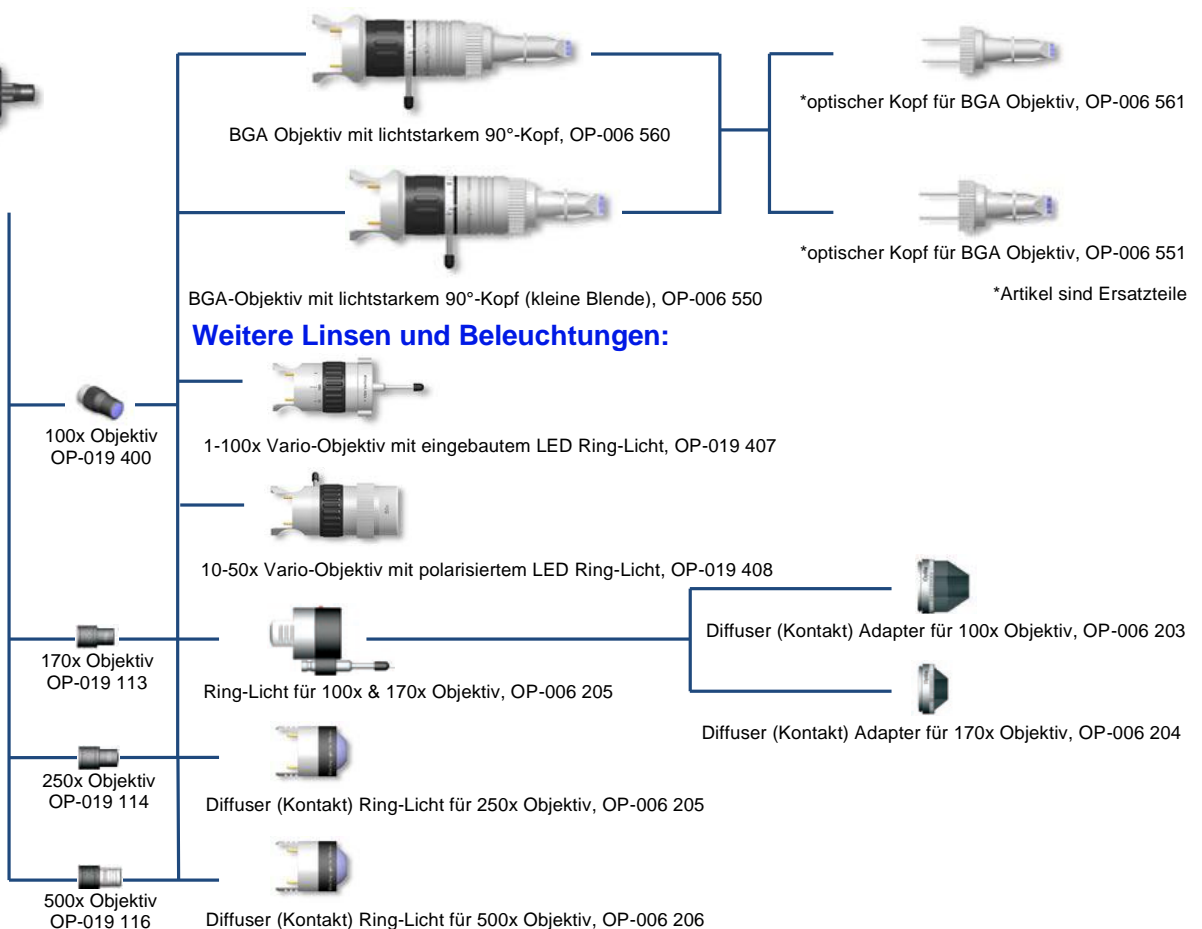 *optischer Kopf für BGA Objektiv, OP-006 561
BGA Objektiv mit lichtstarkem 90°-Kopf, OP-006 560
*optischer Kopf für BGA Objektiv, OP-006 551
BGA-Objektiv mit lichtstarkem 90°-Kopf (kleine Blende), OP-006 550
*Artikel sind Ersatzteile
Weitere Linsen und Beleuchtungen:
100x Objektiv
OP-019 400
1-100x Vario-Objektiv mit eingebautem LED Ring-Licht, OP-019 407
10-50x Vario-Objektiv mit polarisiertem LED Ring-Licht, OP-019 408
Diffuser (Kontakt) Adapter für 100x Objektiv, OP-006 203
170x Objektiv
OP-019 113
Ring-Licht für 100x & 170x Objektiv, OP-006 205
Diffuser (Kontakt) Adapter für 170x Objektiv, OP-006 204
250x Objektiv
OP-019 114
Diffuser (Kontakt) Ring-Licht für 250x Objektiv, OP-006 205
500x Objektiv
OP-019 116
Diffuser (Kontakt) Ring-Licht für 500x Objektiv, OP-006 206